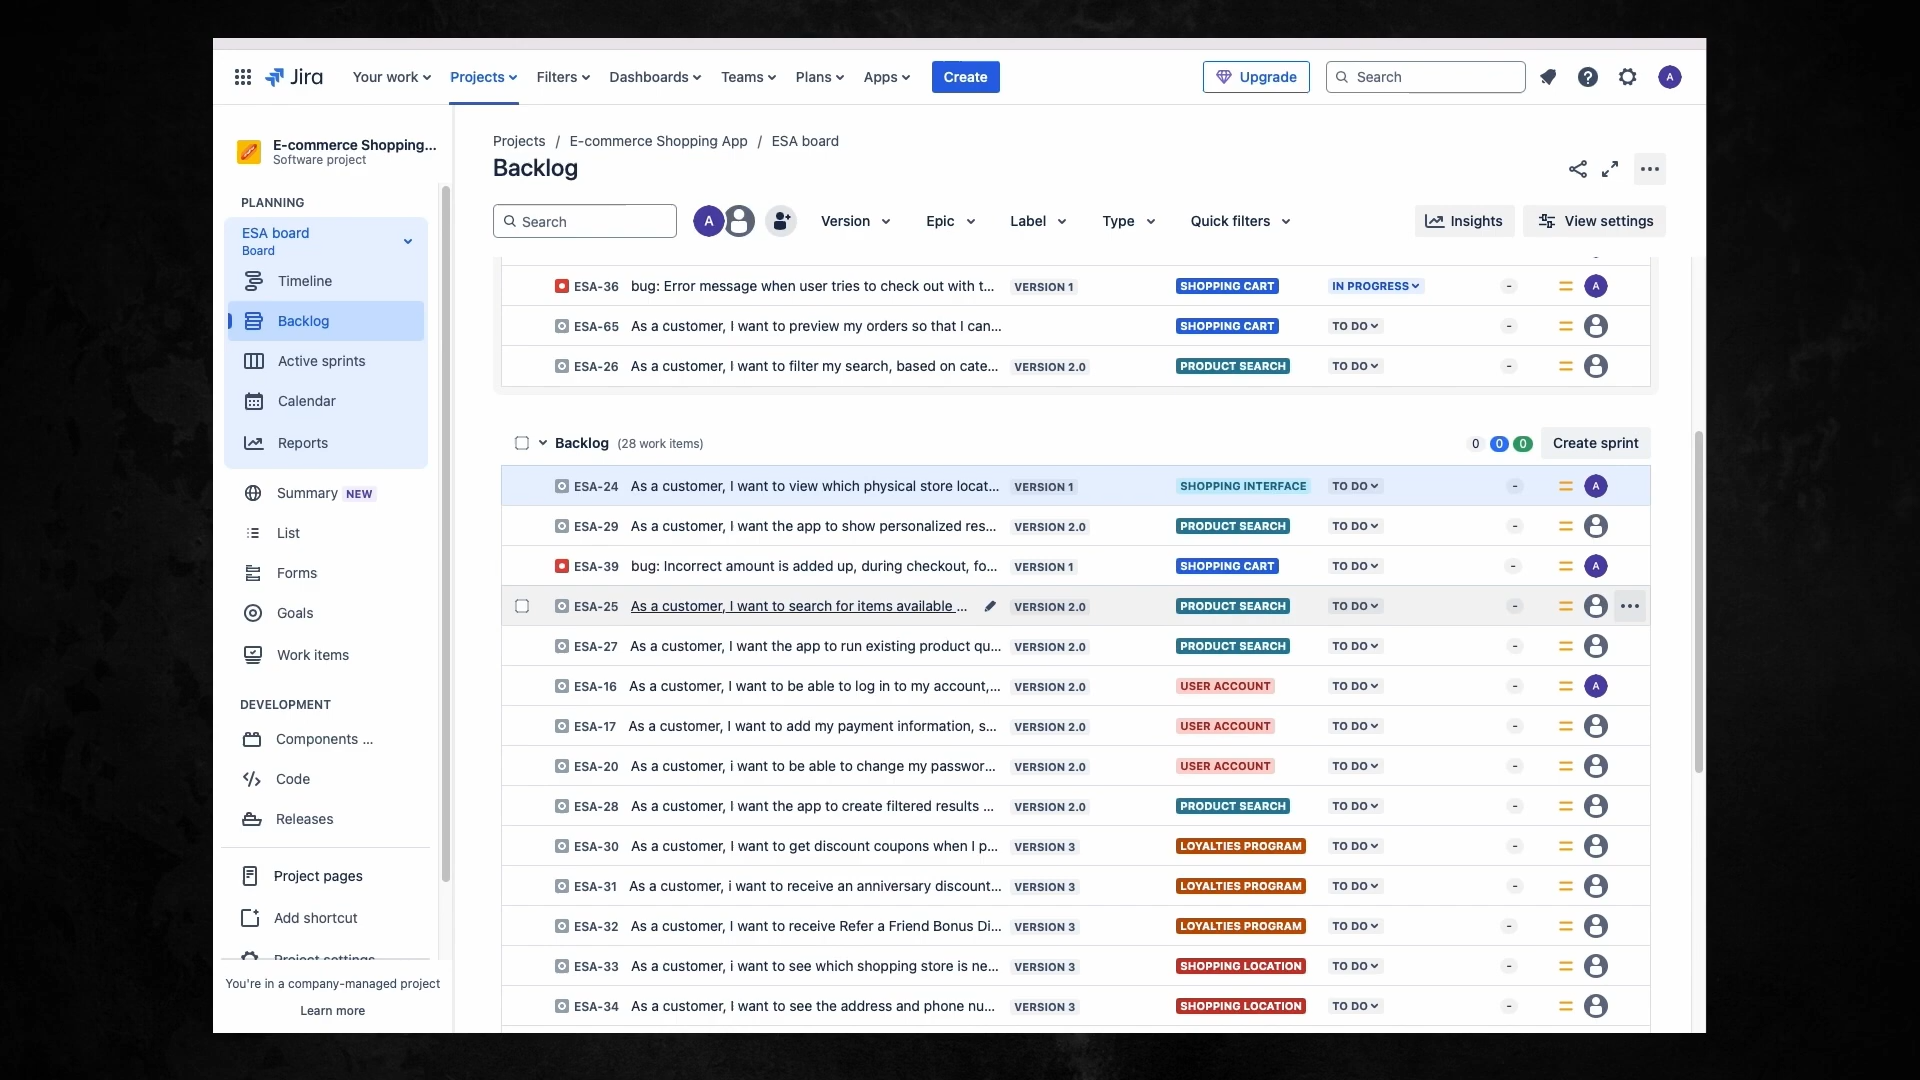 Jira
Your work
Projects
Filters
Dashboards
Teams
Plans
Apps
Create
Upgrade
Search
A
E-commerce Shopping...
Software project
PLANNING
ESA board
Board
Timeline
Backlog
Active sprints
Calendar
Reports
Summary NEW
List
Forms
Goals
Work items
DEVELOPMENT
Components ...
Code
Releases
Project pages
Add shortcut
Project settings
You're in a company-managed project
Learn more
Projects / E-commerce Shopping App / ESA board
Backlog
Search
A
Version
Epic
Label
Type
Quick filters
Insights
View settings
ESA-36 bug: Error message when user tries to check out with t... VERSION 1 SHOPPING CART IN PROGRESS - A
ESA-65 As a customer, I want to preview my orders so that I can... SHOPPING CART TO DO -
ESA-26 As a customer, I want to filter my search, based on cate... VERSION 2.0 PRODUCT SEARCH TO DO -
Backlog (28 work items) 0 0 0 Create sprint
ESA-24 As a customer, I want to view which physical store locat... VERSION 1 SHOPPING INTERFACE TO DO - A
ESA-29 As a customer, I want the app to show personalized res... VERSION 2.0 PRODUCT SEARCH TO DO -
ESA-39 bug: Incorrect amount is added up, during checkout, fo... VERSION 1 SHOPPING CART TO DO - A
ESA-25 As a customer, I want to search for items available ... VERSION 2.0 PRODUCT SEARCH TO DO -
ESA-27 As a customer, I want the app to run existing product qu... VERSION 2.0 PRODUCT SEARCH TO DO -
ESA-16 As a customer, I want to be able to log in to my account,... VERSION 2.0 USER ACCOUNT TO DO - A
ESA-17 As a customer, I want to add my payment information, s... VERSION 2.0 USER ACCOUNT TO DO -
ESA-20 As a customer, i want to be able to change my passwor... VERSION 2.0 USER ACCOUNT TO DO -
ESA-28 As a customer, I want the app to create filtered results ... VERSION 2.0 PRODUCT SEARCH TO DO -
ESA-30 As a customer, I want to get discount coupons when I p... VERSION 3 LOYALTIES PROGRAM TO DO -
ESA-31 As a customer, i want to receive an anniversary discount... VERSION 3 LOYALTIES PROGRAM TO DO -
ESA-32 As a customer, I want to receive Refer a Friend Bonus Di... VERSION 3 LOYALTIES PROGRAM TO DO -
ESA-33 As a customer, i want to see which shopping store is ne... VERSION 3 SHOPPING LOCATION TO DO -
ESA-34 As a customer, I want to see the address and phone nu... VERSION 3 SHOPPING LOCATION TO DO -